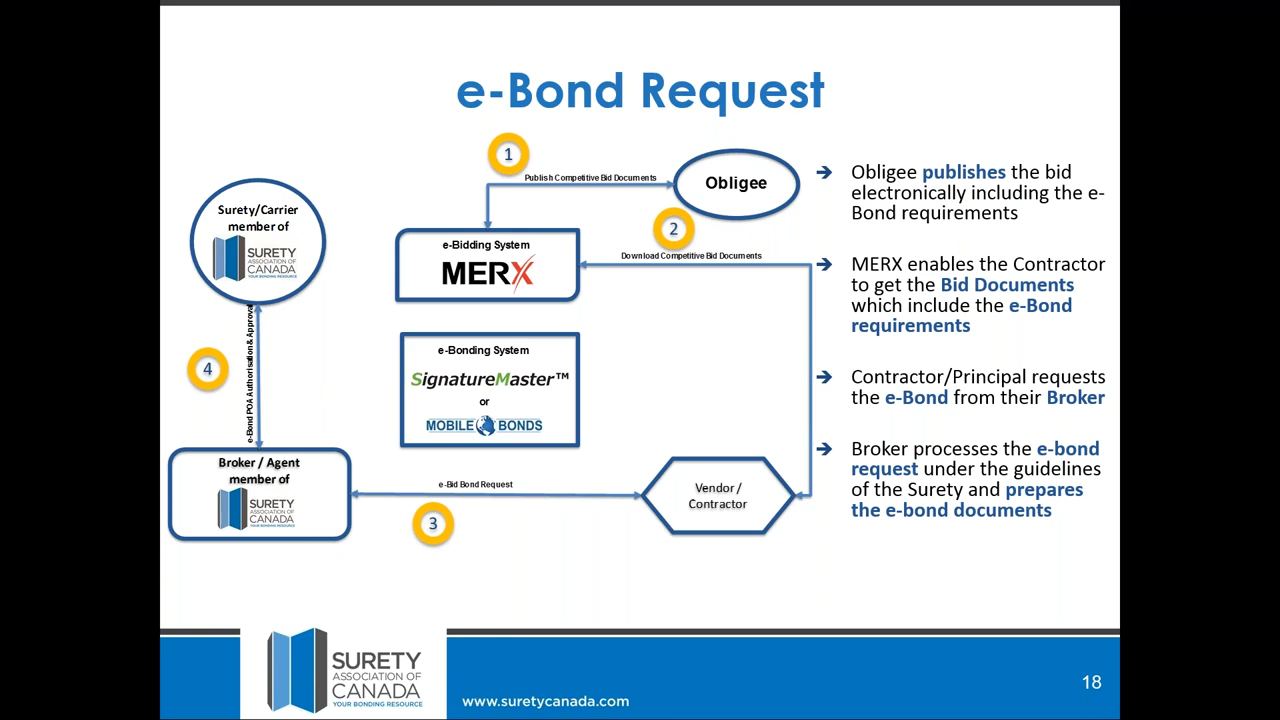 e-Bond Request
1
Publish Competitive Bid Documents
Obligee
2
Download Competitive Bid Documents
Surety/Carrier
member of
SURETY
ASSOCIATION OF
CANADA
YOUR BONDING RESOURCE
e-Bidding System
MERX
e-Bonding System
SignatureMaster™
or
MOBILE BONDS
4
e-Bond POA Authorisation & Approval
Broker / Agent
member of
SURETY
ASSOCIATION OF
CANADA
YOUR BONDING RESOURCE
e-Bid Bond Request
3
Vendor /
Contractor
➔ Obligee publishes the bid
electronically including the e-
Bond requirements
➔ MERX enables the Contractor
to get the Bid Documents
which include the e-Bond
requirements
➔ Contractor/Principal requests
the e-Bond from their Broker
➔ Broker processes the e-bond
request under the guidelines
of the Surety and prepares
the e-bond documents
SURETY
ASSOCIATION OF
CANADA
YOUR BONDING RESOURCE
www.suretycanada.com
18